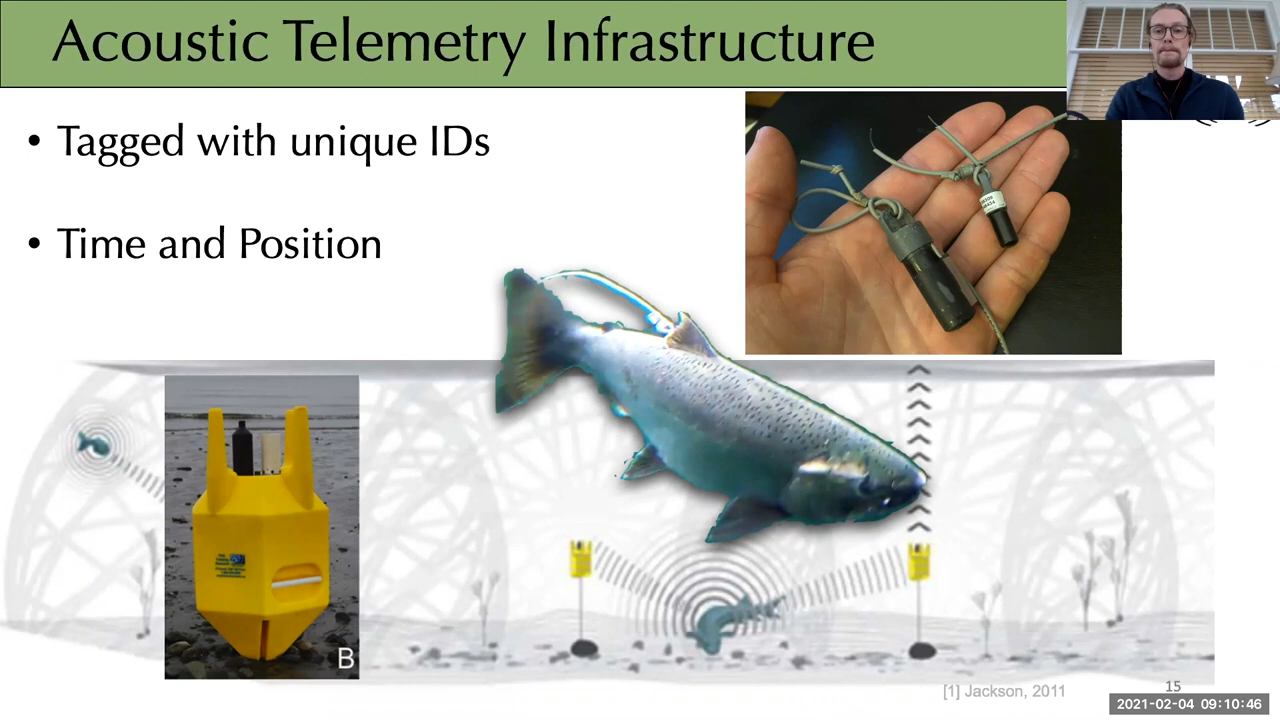 Acoustic Telemetry Infrastructure
• Tagged with unique IDs
• Time and Position
B
[1] Jackson, 2011
15
2021-02-04 09:10:46